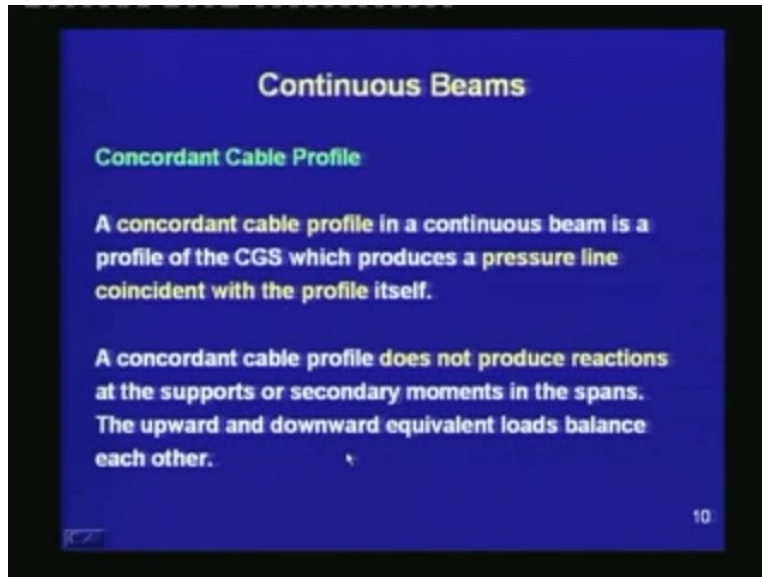 Continuous Beams
Concordant Cable Profile
A concordant cable profile in a continuous beam is a
profile of the CGS which produces a pressure line
coincident with the profile itself.
A concordant cable profile does not produce reactions
at the supports or secondary moments in the spans.
The upward and downward equivalent loads balance
each other.
10